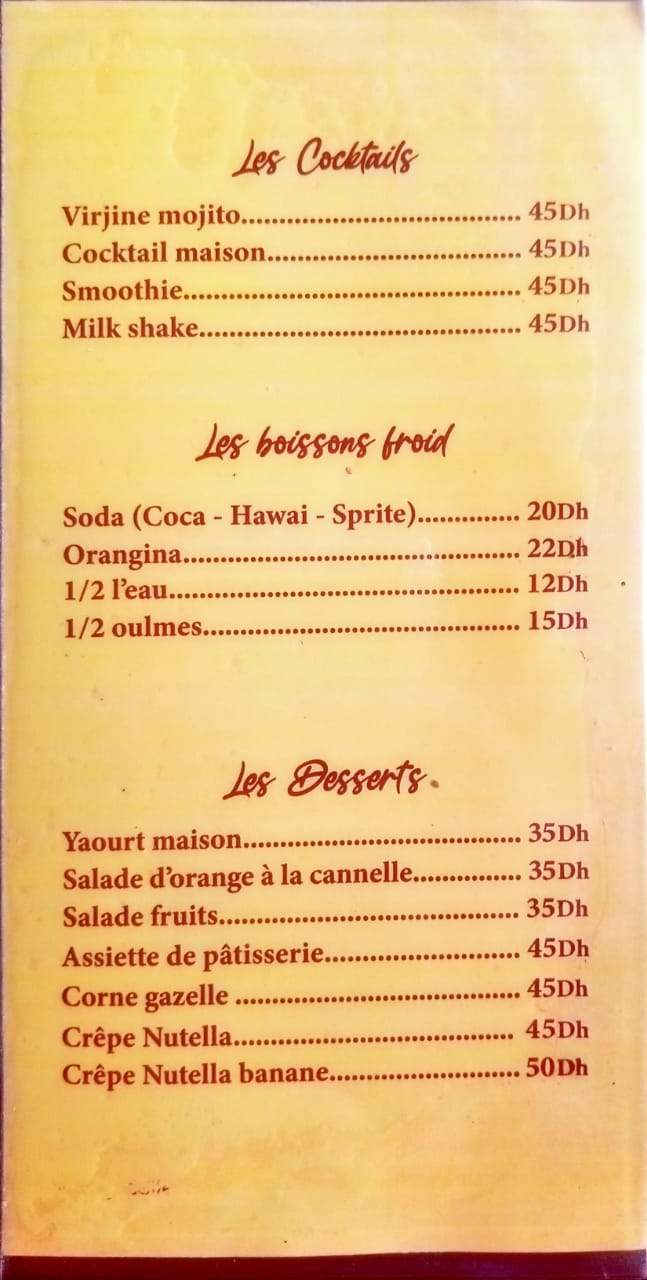 Les Cocktails
Virjine mojito..................................... 45Dh
Cocktail maison.................................. 45Dh
Smoothie............................................. 45Dh
Milk shake........................................... 45Dh
Les boissons froid
Soda (Coca - Hawai - Sprite).............. 20Dh
Orangina............................................. 22Dh
1/2 l’eau............................................... 12Dh
1/2 oulmes.......................................... 15Dh
Les Desserts
Yaourt maison..................................... 35Dh
Salade d’orange à la cannelle............... 35Dh
Salade fruits........................................ 35Dh
Assiette de pâtisserie.......................... 45Dh
Corne gazelle ...................................... 45Dh
Crêpe Nutella...................................... 45Dh
Crêpe Nutella banane......................... 50Dh